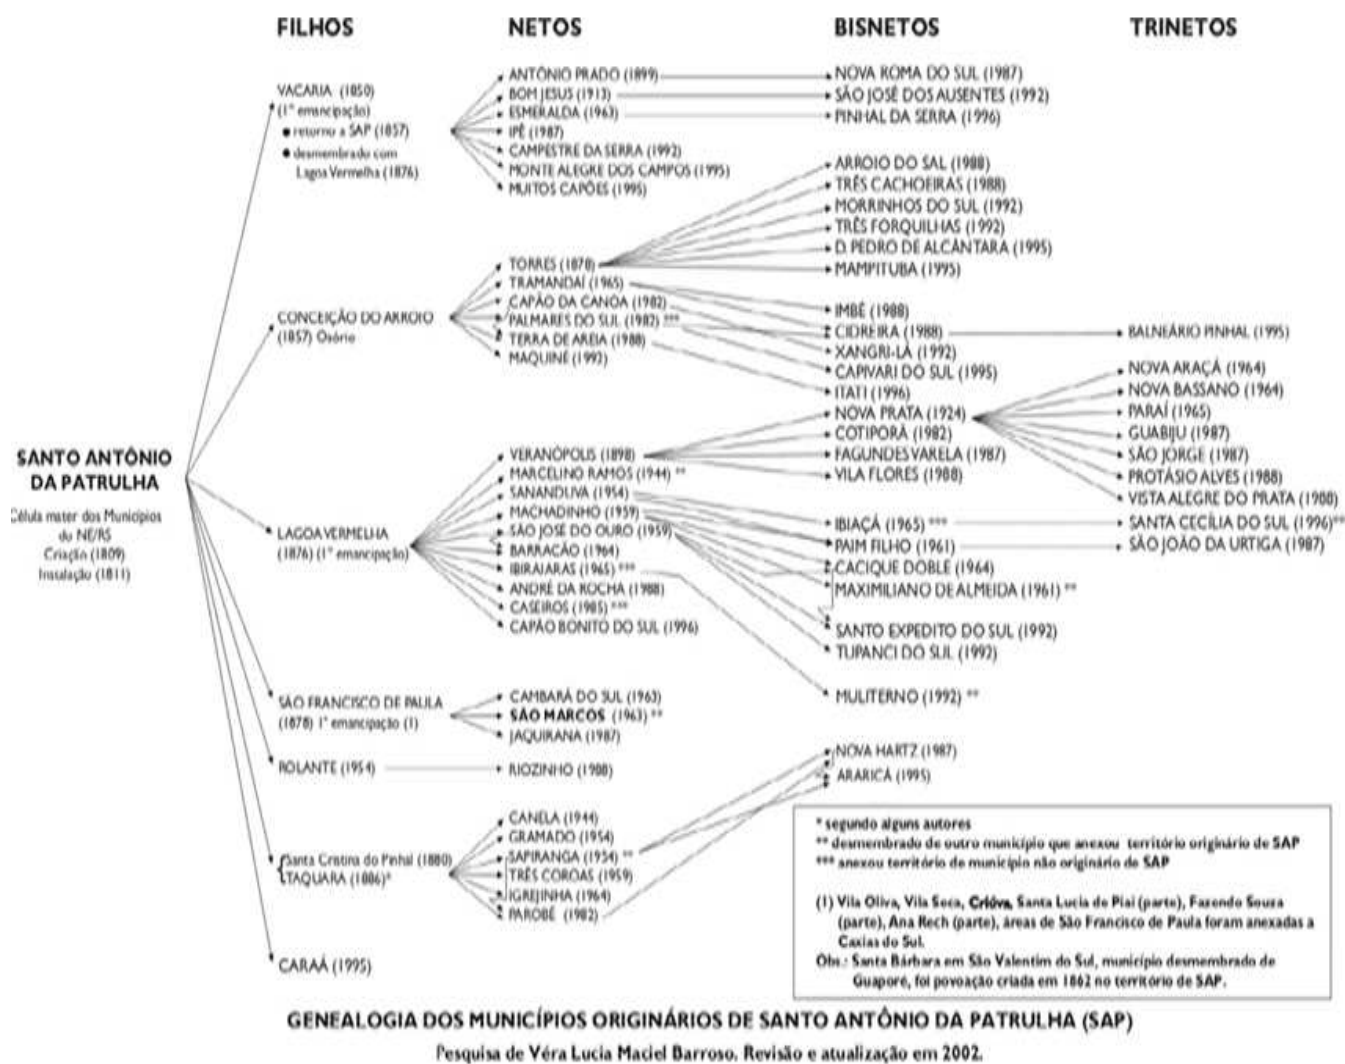 FILHOS
NETOS
BISNETOS
TRINETOS
SANTO ANTÔNIO
DA PATRULHA
Célula mater dos Municípios
do NE/RS
Criação (1809)
Insulação (1811)
VACARIA (1850)
(1ª emancipação)
• retorno a SAP (1857)
• desmembrado com
Lagoa Vermelha (1876)
CONCEIÇÃO DO ARROIO
(1857) Osório
LAGOA VERMELHA
(1876) (1ª emancipação)
SÃO FRANCISCO DE PAULA
(1878) 1ª emancipação (1)
ROLANTE (1954)
Santa Cristina do Pinhal (1880)
TAQUARA (1886)*
CARAÁ (1995)
ANTÔNIO PRADO (1899)
BOM JESUS (1913)
ESMERALDA (1963)
IPÊ (1987)
CAMPESTRE DA SERRA (1992)
MONTE ALEGRE DOS CAMPOS (1995)
MUITOS CAPÕES (1995)
TORRES (1878)
TRAMANDAÍ (1965)
CAPÃO DA CANOA (1982)
PALMARES DO SUL (1982) ***
TERRA DE AREIA (1988)
MAQUINÉ (1992)
VERANÓPOLIS (1898)
MARCELINO RAMOS (1944) **
SANANDUVA (1954)
MACHADINHO (1959)
SÃO JOSÉ DO OURO (1959)
BARRACÃO (1964)
IBIRAIARAS (1965) ***
ANDRÉ DA ROCHA (1988)
CASEIROS (1985) ***
CAPÃO BONITO DO SUL (1996)
CAMBARÁ DO SUL (1963)
SÃO MARCOS (1963) **
JAQUIRANA (1987)
RIOZINHO (1988)
CANELA (1944)
GRAMADO (1954)
SAPIRANGA (1954) **
TRÊS COROAS (1959)
IGREJINHA (1964)
PAROBÉ (1982)
NOVA ROMA DO SUL (1987)
SÃO JOSÉ DOS AUSENTES (1992)
PINHAL DA SERRA (1996)
ARROIO DO SAL (1988)
TRÊS CACHOEIRAS (1988)
MORRINHOS DO SUL (1992)
TRÊS FORQUILHAS (1992)
D. PEDRO DE ALCÂNTARA (1995)
MAMPITUBA (1995)
IMBÉ (1988)
CIDREIRA (1988)
XANGRI-LÁ (1992)
CAPIVARI DO SUL (1995)
ITATI (1996)
NOVA PRATA (1924)
COTIPORÃ (1982)
FAGUNDES VARELA (1987)
VILA FLORES (1988)
IBIAÇÁ (1965) ***
PAIM FILHO (1961)
CACIQUE DOBLE (1964)
MAXIMILIANO DE ALMEIDA (1961) **
SANTO EXPEDITO DO SUL (1992)
TUPANCI DO SUL (1992)
MULITERNO (1992) **
NOVA HARTZ (1987)
ARARICÁ (1995)
BALNEÁRIO PINHAL (1995)
NOVA ARAÇÁ (1964)
NOVA BASSANO (1964)
PARAÍ (1965)
GUABIJU (1987)
SÃO JORGE (1987)
PROTÁSIO ALVES (1988)
VISTA ALEGRE DO PRATA (1988)
SANTA CECÍLIA DO SUL (1996)**
SÃO JOÃO DA URTIGA (1987)
* segundo alguns autores
** desmembrado de outro município que anexou território originário de SAP
*** anexou território de município não originário de SAP
(1) Vila Oliva, Vila Seca, Criúva, Santa Lucia do Piai (parte), Fazenda Souza
(parte), Ana Rech (parte), áreas de São Francisco de Paula foram anexadas a
Caxias do Sul.
Obs.: Santa Bárbara em São Valentim do Sul, município desmembrado de
Guaporé, foi povoação criada em 1862 no território de SAP.
GENEALOGIA DOS MUNICÍPIOS ORIGINÁRIOS DE SANTO ANTÔNIO DA PATRULHA (SAP)
Pesquisa de Véra Lucia Maciel Barroso. Revisão e atualização em 2002.